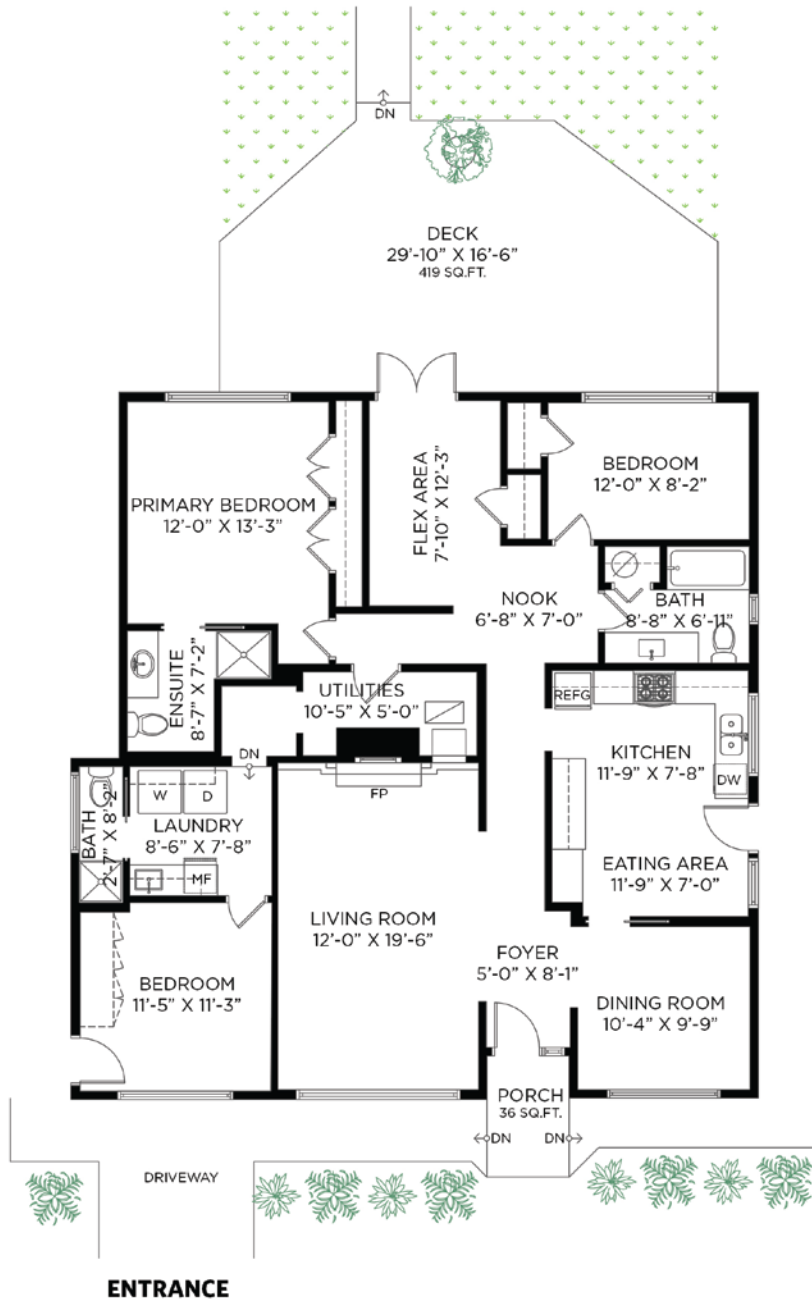 DN
DECK
29'-10" X 16'-6"
419 SQ.FT.
PRIMARY BEDROOM
12'-0" X 13'-3"
FLEX AREA
7'-10" X 12'-3"
BEDROOM
12'-0" X 8'-2"
NOOK
6'-8" X 7'-0"
BATH
8'-8" X 6'-11"
ENSUITE
8'-7" X 7'-2"
UTILITIES
10'-5" X 5'-0"
REFG
KITCHEN
11'-9" X 7'-8"
DW
DN
FP
W
D
BATH
2'-7" X 8'-2"
LAUNDRY
8'-6" X 7'-8"
MF
EATING AREA
11'-9" X 7'-0"
LIVING ROOM
12'-0" X 19'-6"
FOYER
5'-0" X 8'-1"
BEDROOM
11'-5" X 11'-3"
DINING ROOM
10'-4" X 9'-9"
PORCH
36 SQ.FT.
DN
DN
DRIVEWAY
ENTRANCE